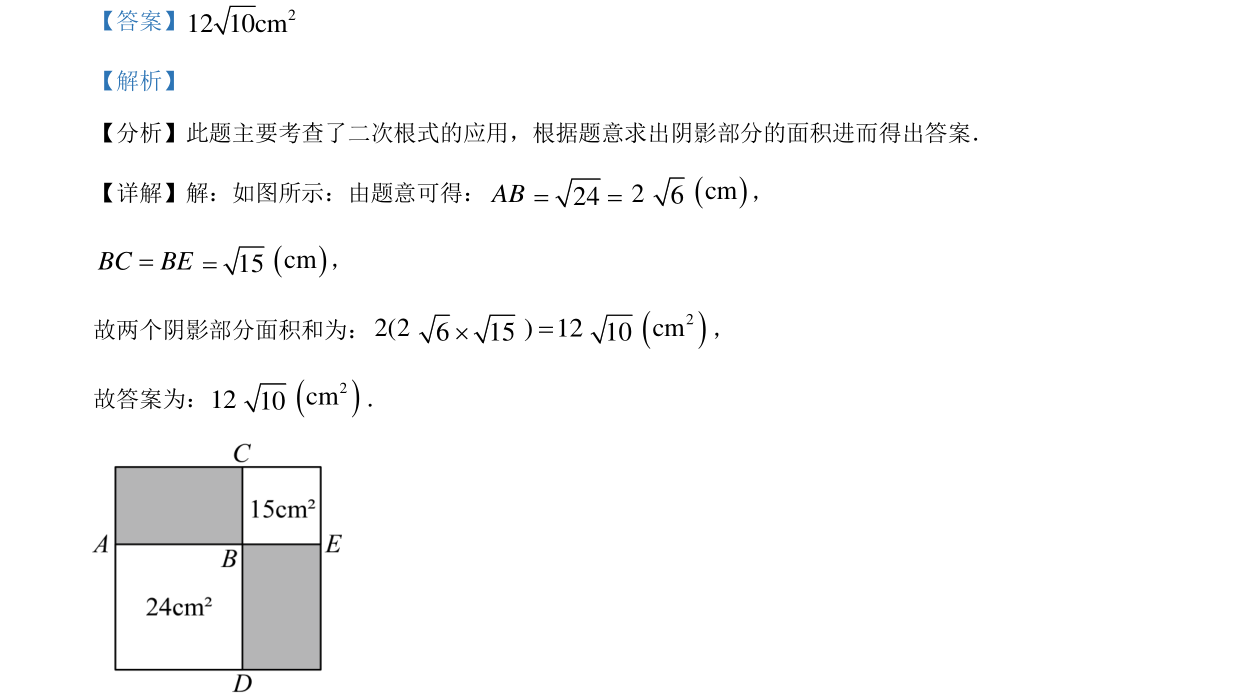 【答案】12√10cm²
【解析】
【分析】此题主要考查了二次根式的应用，根据题意求出阴影部分的面积进而得出答案．
【详解】解：如图所示：由题意可得：AB = √24 = 2 √6 (cm)，
BC = BE = √15 (cm)，
故两个阴影部分面积和为：2(2 √6 × √15 ) = 12 √10 (cm²)，
故答案为：12 √10 (cm²)．
C
15cm²
A
E
B
24cm²
D